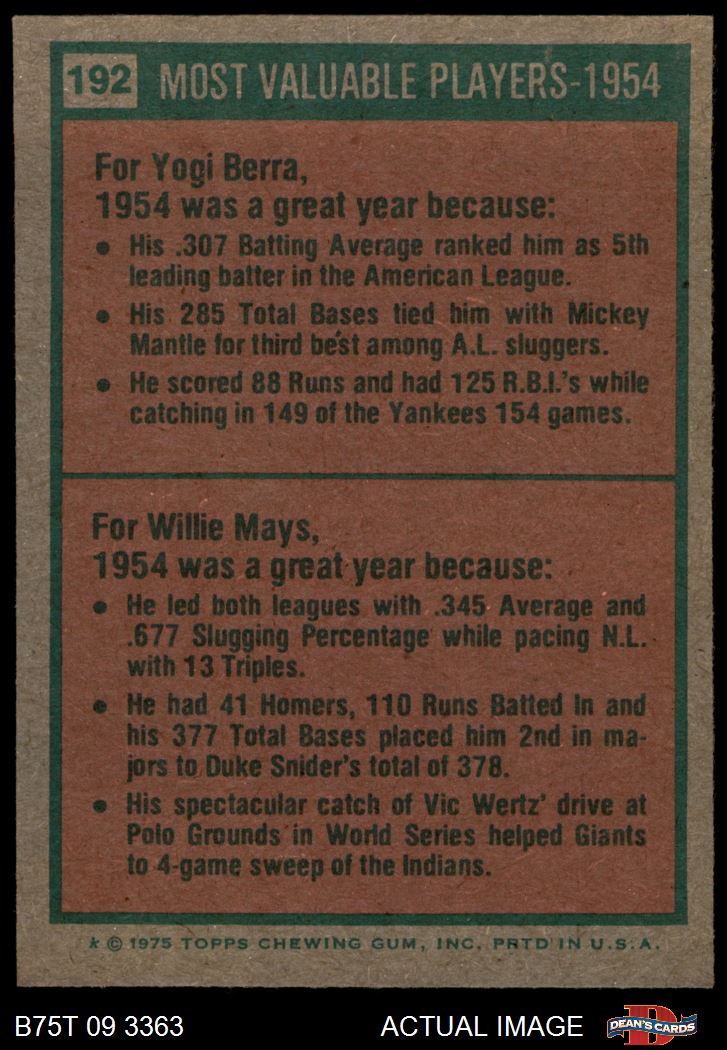 192 MOST VALUABLE PLAYERS-1954
For Yogi Berra,
1954 was a great year because:
• His .307 Batting Average ranked him as 5th
leading batter in the American League.
• His 285 Total Bases tied him with Mickey
Mantle for third best among A.L. sluggers.
• He scored 88 Runs and had 125 R.B.I.'s while
catching in 149 of the Yankees 154 games.
For Willie Mays,
1954 was a great year because:
• He led both leagues with .345 Average and
.677 Slugging Percentage while pacing N.L.
with 13 Triples.
• He had 41 Homers, 110 Runs Batted In and
his 377 Total Bases placed him 2nd in ma-
jors to Duke Snider's total of 378.
• His spectacular catch of Vic Wertz' drive at
Polo Grounds in World Series helped Giants
to 4-game sweep of the Indians.
* © 1975 TOPPS CHEWING GUM, INC. PRTD IN U.S.A.
B75T 09 3363 ACTUAL IMAGE DEAN'S CARDS